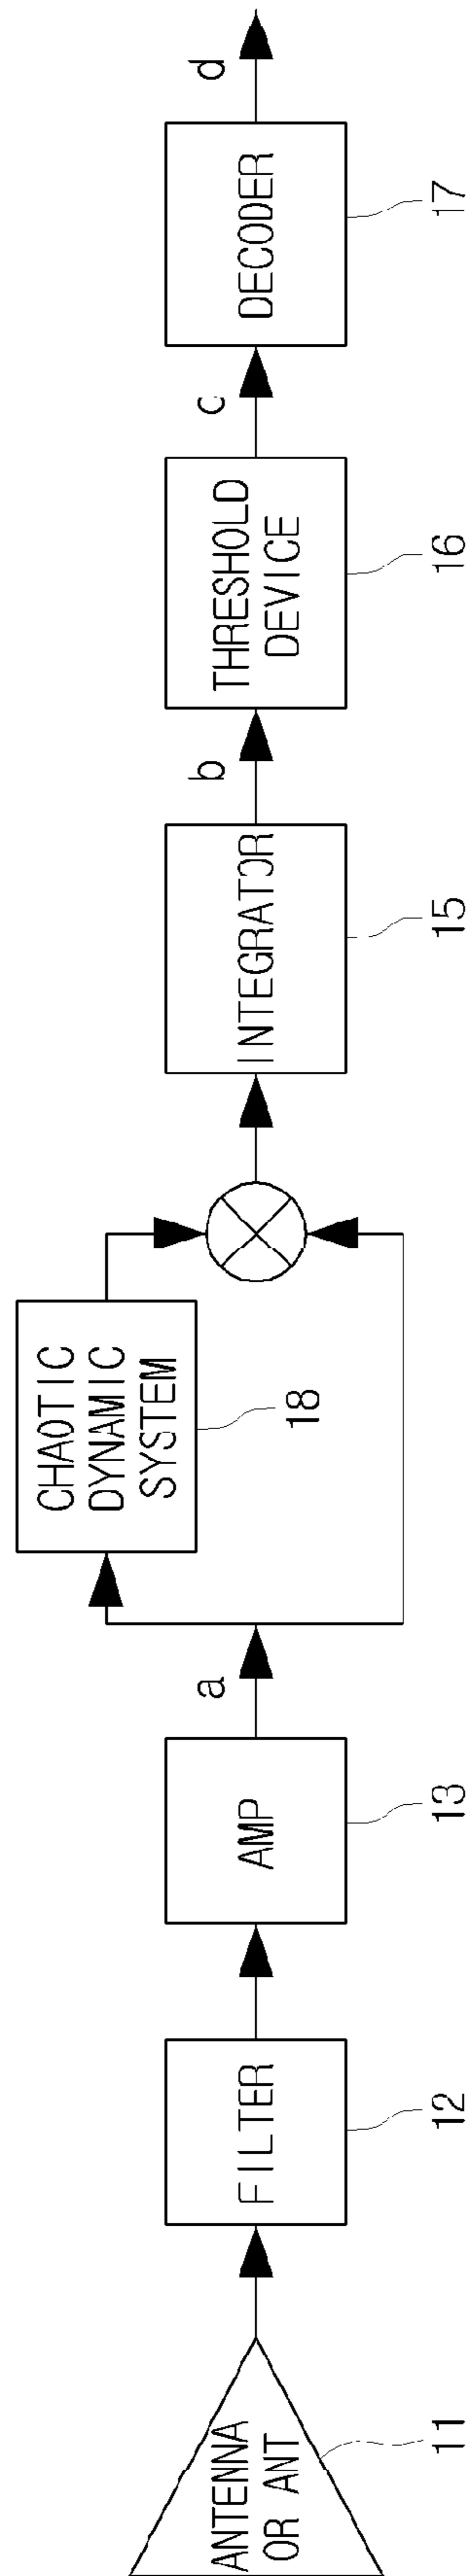 ANTENNA
OR ANT
11
FILTER
12
AMP
13
a
CHAOTIC
DYNAMIC
SYSTEM
18
INTEGRATOR
15
b
THRESHOLD
DEVICE
16
c
DECODER
17
d